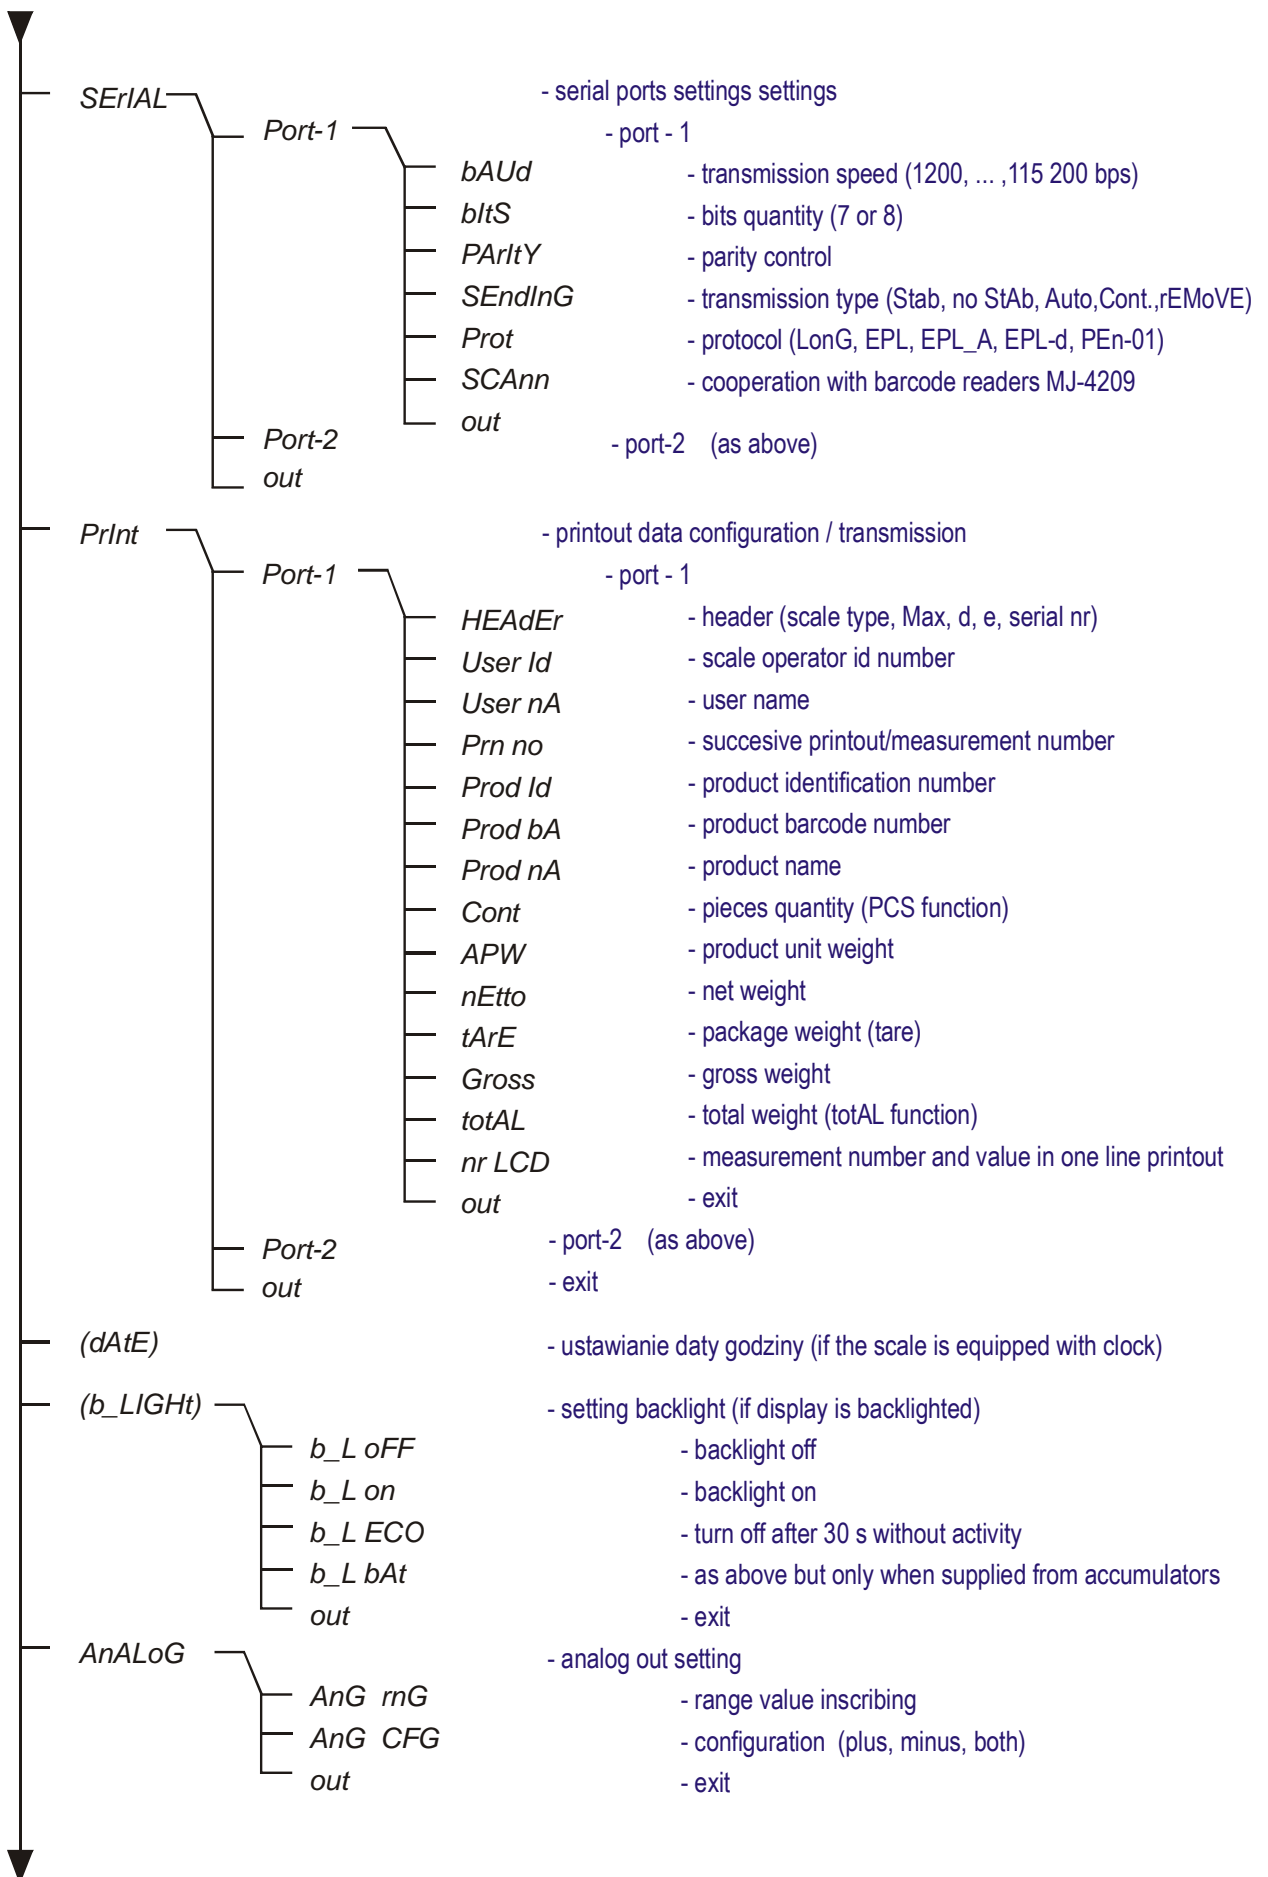 SErIAL - serial ports settings settings
Port-1 - port - 1
bAUd - transmission speed (1200, ... ,115 200 bps)
bItS - bits quantity (7 or 8)
PArItY - parity control
SEndInG - transmission type (Stab, no StAb, Auto,Cont.,rEMoVE)
Prot - protocol (LonG, EPL, EPL_A, EPL-d, PEn-01)
SCAnn - cooperation with barcode readers MJ-4209
out
Port-2 - port-2 (as above)
out
PrInt - printout data configuration / transmission
Port-1 - port - 1
HEAdEr - header (scale type, Max, d, e, serial nr)
User Id - scale operator id number
User nA - user name
Prn no - succesive printout/measurement number
Prod Id - product identification number
Prod bA - product barcode number
Prod nA - product name
Cont - pieces quantity (PCS function)
APW - product unit weight
nEtto - net weight
tArE - package weight (tare)
Gross - gross weight
totAL - total weight (totAL function)
nr LCD - measurement number and value in one line printout
out - exit
Port-2 - port-2 (as above)
out - exit
(dAtE) - ustawianie daty godziny (if the scale is equipped with clock)
(b_LIGHt) - setting backlight (if display is backlighted)
b_L oFF - backlight off
b_L on - backlight on
b_L ECO - turn off after 30 s without activity
b_L bAt - as above but only when supplied from accumulators
out - exit
AnALoG - analog out setting
AnG rnG - range value inscribing
AnG CFG - configuration (plus, minus, both)
out - exit